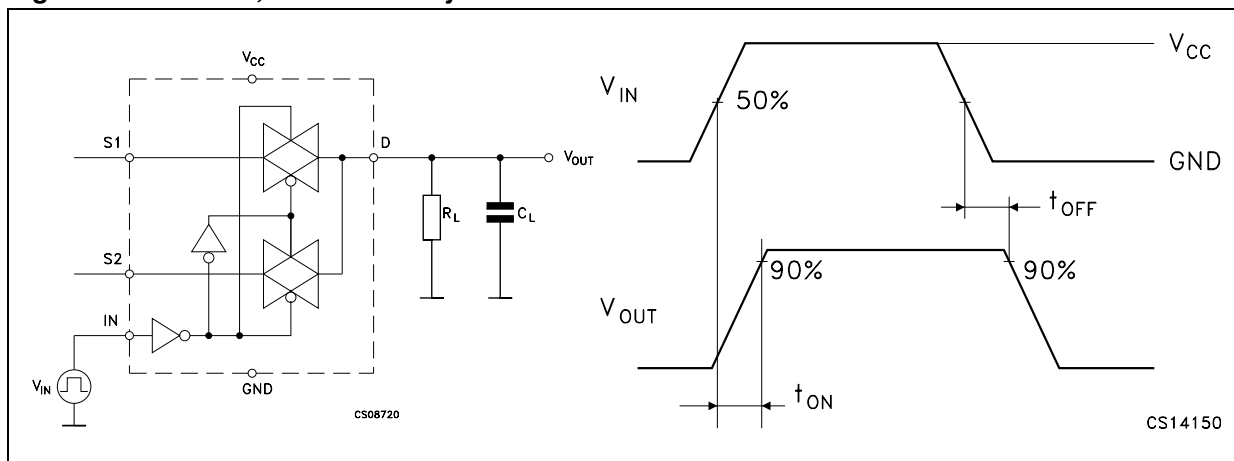 V_CC
S1
D
V_OUT
R_L
C_L
S2
IN
V_IN
GND
CS08720
V_IN
50%
V_CC
GND
t_OFF
90%
90%
V_OUT
t_ON
CS14150